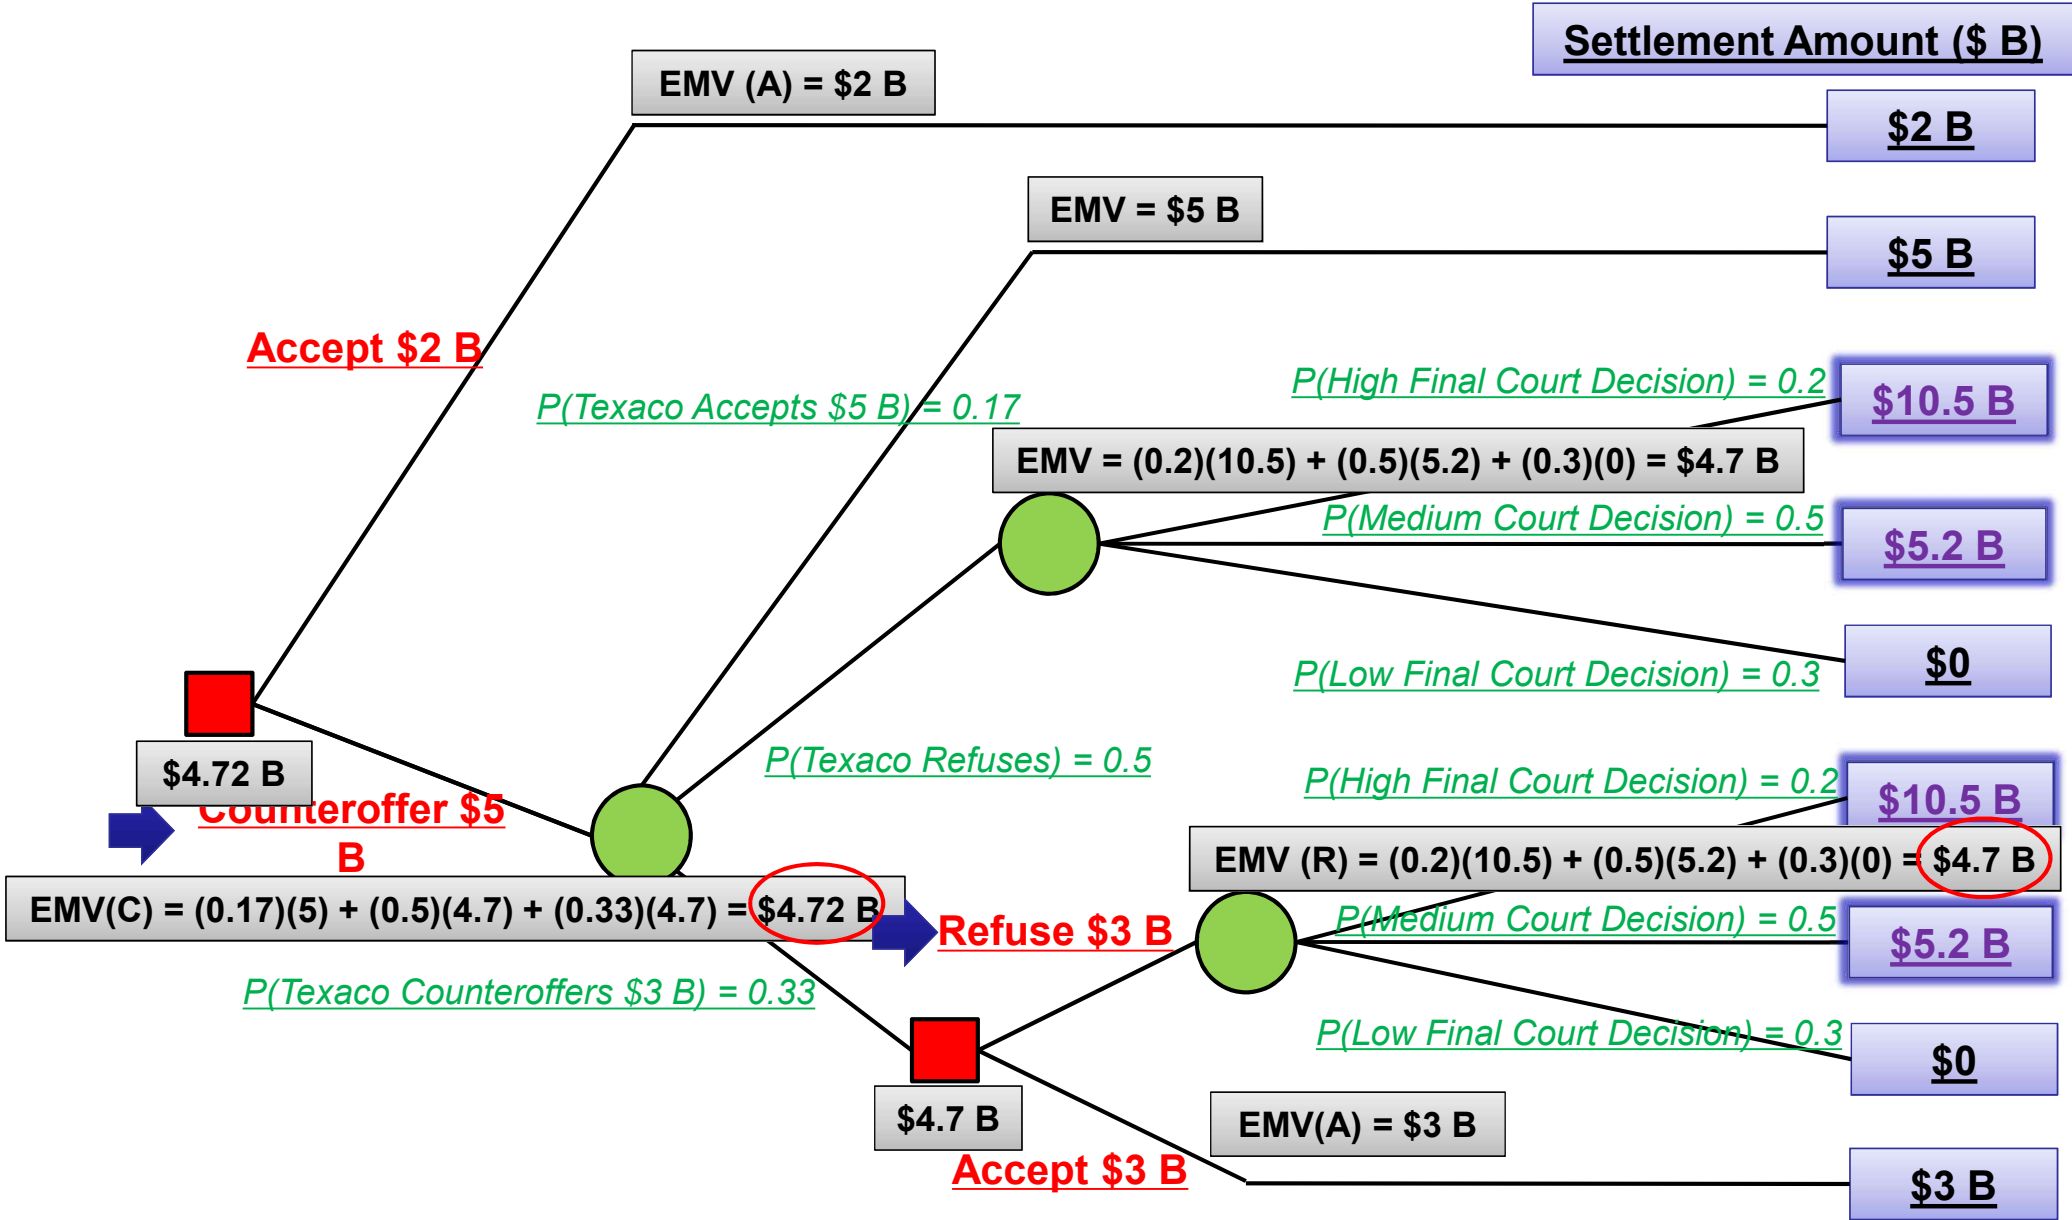 Settlement Amount ($ B)
EMV (A) = $2 B
$2 B
EMV = $5 B
$5 B
Accept $2 B
P(Texaco Accepts $5 B) = 0.17
P(High Final Court Decision) = 0.2
$10.5 B
EMV = (0.2)(10.5) + (0.5)(5.2) + (0.3)(0) = $4.7 B
P(Medium Court Decision) = 0.5
$5.2 B
P(Low Final Court Decision) = 0.3
$0
$4.72 B
P(Texaco Refuses) = 0.5
Counteroffer $5
B
P(High Final Court Decision) = 0.2
$10.5 B
EMV (R) = (0.2)(10.5) + (0.5)(5.2) + (0.3)(0) = $4.7 B
EMV(C) = (0.17)(5) + (0.5)(4.7) + (0.33)(4.7) = $4.72 B
Refuse $3 B
P(Medium Court Decision) = 0.5
$5.2 B
P(Texaco Counteroffers $3 B) = 0.33
P(Low Final Court Decision) = 0.3
$0
$4.7 B
EMV(A) = $3 B
Accept $3 B
$3 B